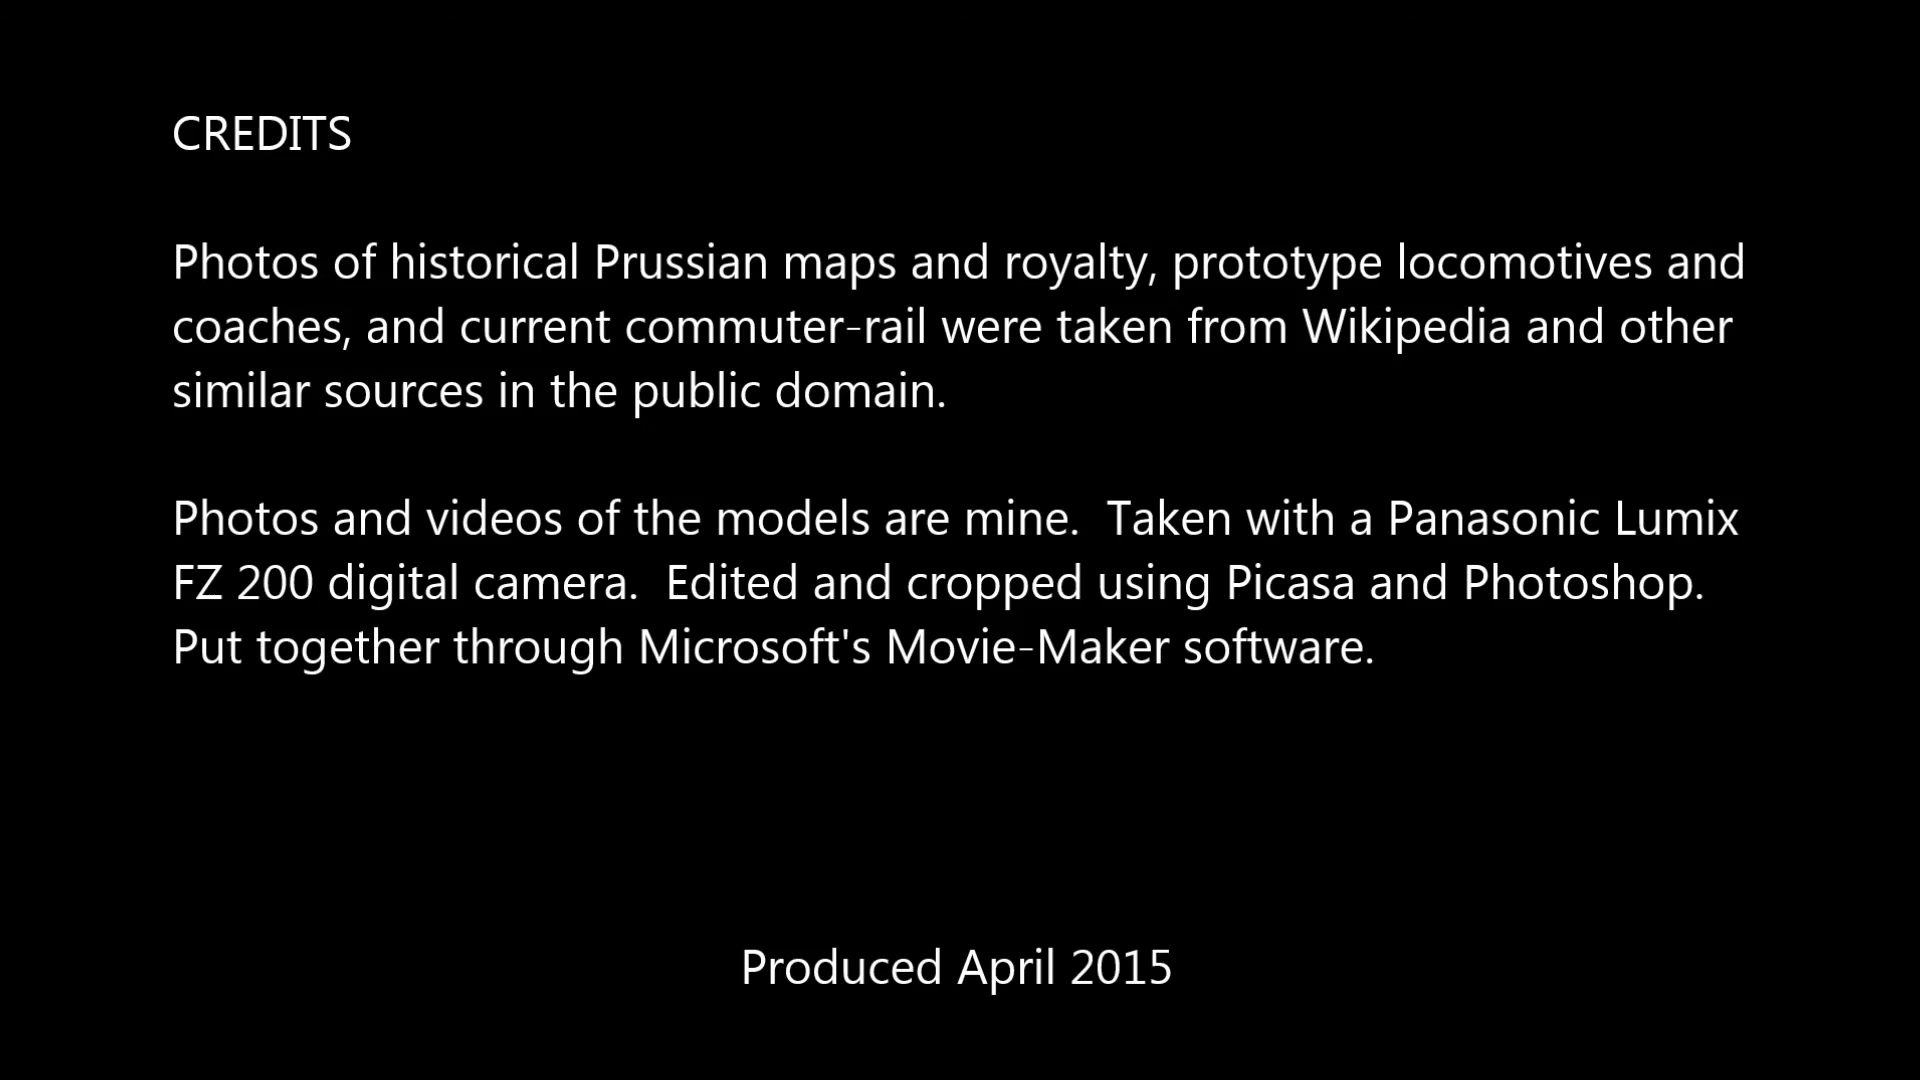 CREDITS
Photos of historical Prussian maps and royalty, prototype locomotives and
coaches, and current commuter-rail were taken from Wikipedia and other
similar sources in the public domain.
Photos and videos of the models are mine.  Taken with a Panasonic Lumix
FZ 200 digital camera.  Edited and cropped using Picasa and Photoshop.
Put together through Microsoft's Movie-Maker software.
Produced April 2015